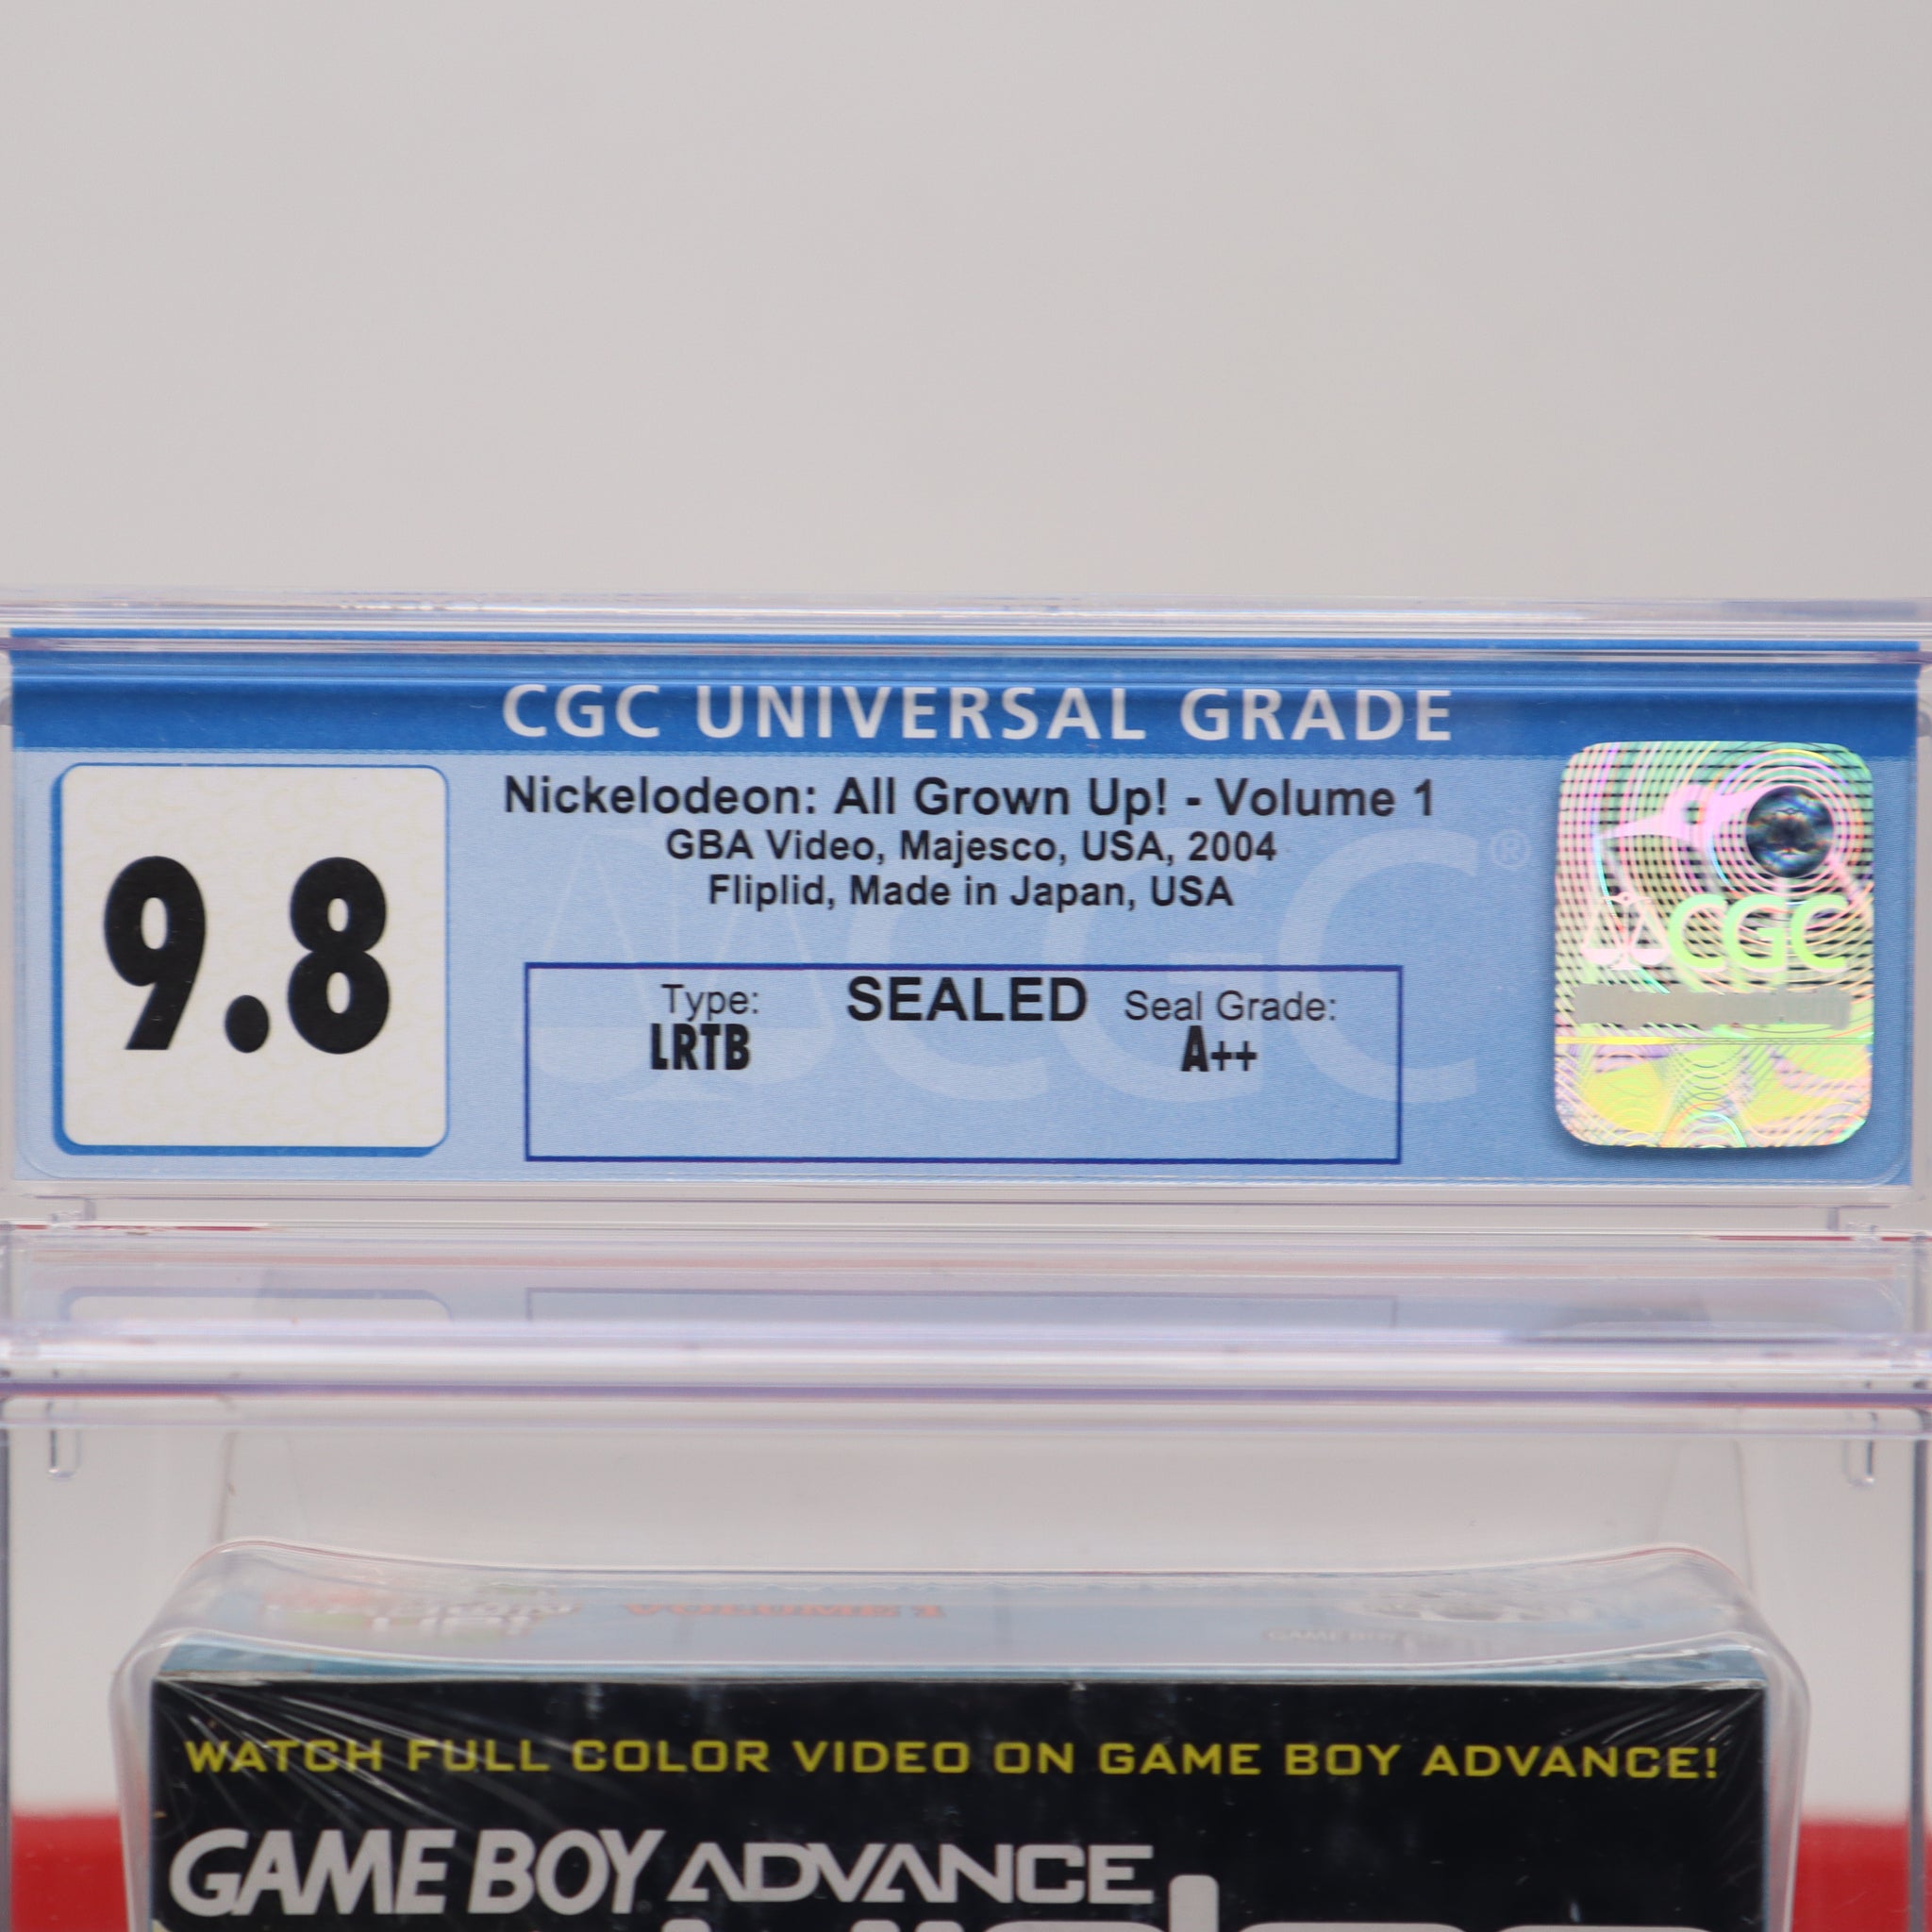 CGC UNIVERSAL GRADE
9.8
Nickelodeon: All Grown Up! - Volume 1
GBA Video, Majesco, USA, 2004
Fliplid, Made in Japan, USA
CGC ®
Type: SEALED Seal Grade:
LRTB A++
CGC
WATCH FULL COLOR VIDEO ON GAME BOY ADVANCE!
GAME BOY ADVANCE